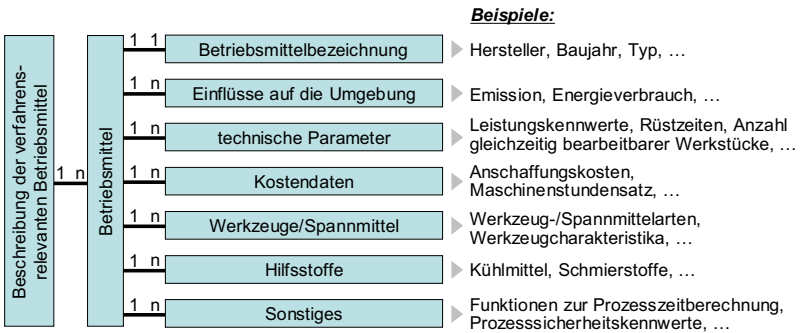 Beispiele:
Beschreibung der verfahrens-
relevanten Betriebsmittel
1 n
Betriebsmittel
1 1
Betriebsmittelbezeichnung
Hersteller, Baujahr, Typ, …
1 n
Einflüsse auf die Umgebung
Emission, Energieverbrauch, …
1 n
technische Parameter
Leistungskennwerte, Rüstzeiten, Anzahl
gleichzeitig bearbeitbarer Werkstücke, …
1 n
Kostendaten
Anschaffungskosten,
Maschinenstundensatz, …
1 n
Werkzeuge/Spannmittel
Werkzeug-/Spannmittelarten,
Werkzeugcharakteristika, …
1 n
Hilfsstoffe
Kühlmittel, Schmierstoffe, …
1 n
Sonstiges
Funktionen zur Prozesszeitberechnung,
Prozesssicherheitskennwerte, …